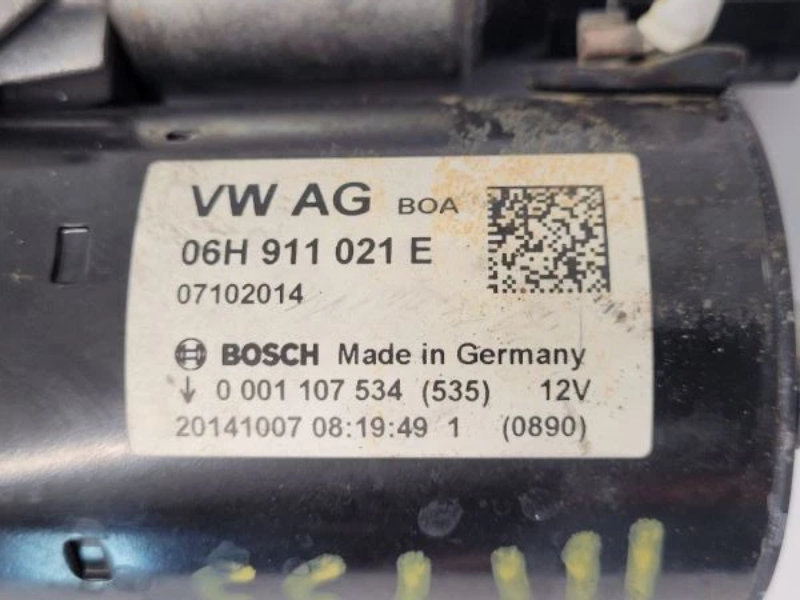 VW AG BOA
06H 911 021 E
07102014
BOSCH Made in Germany
↓ 0 001 107 534 (535) 12V
20141007 08:19:49 1 (0890)